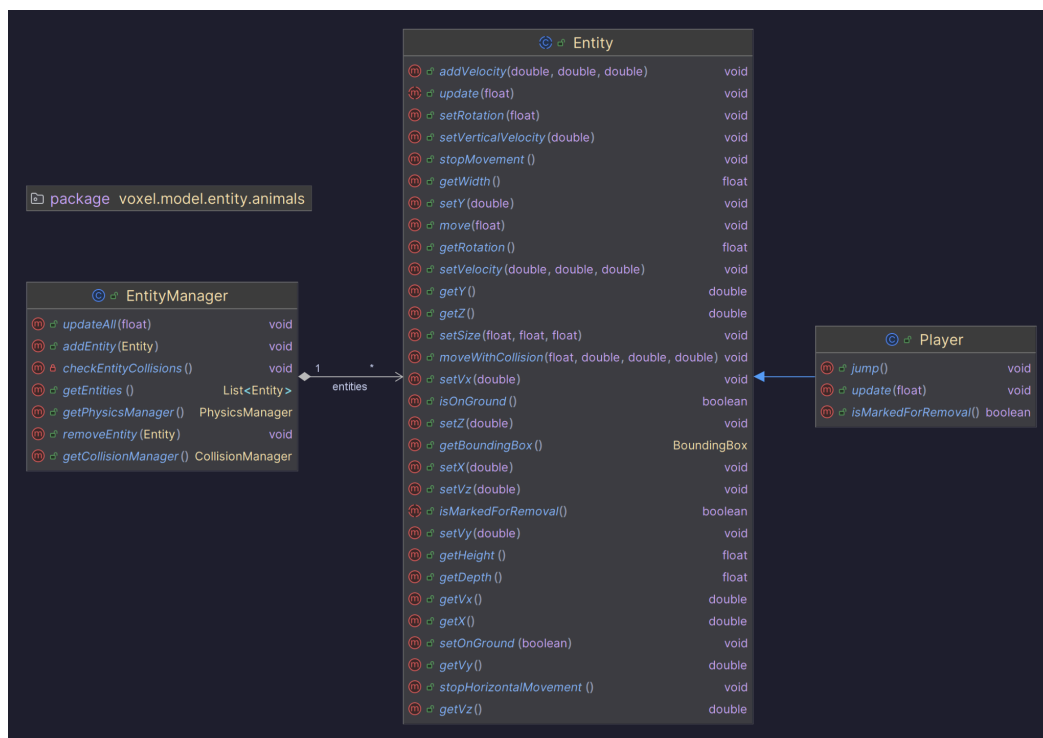 Entity
addVelocity(double, double, double) void
update(float) void
setRotation(float) void
setVerticalVelocity(double) void
stopMovement() void
getWidth() float
setY(double) void
move(float) void
getRotation() float
setVelocity(double, double, double) void
getY() double
getZ() double
setSize(float, float, float) void
moveWithCollision(float, double, double, double) void
setVx(double) void
isOnGround() boolean
setZ(double) void
getBoundingBox() BoundingBox
setX(double) void
setVz(double) void
isMarkedForRemoval() boolean
setVy(double) void
getHeight() float
getDepth() float
getVx() double
getX() double
setOnGround(boolean) void
getVy() double
stopHorizontalMovement() void
getVz() double
package voxel.model.entity.animals
EntityManager
updateAll(float) void
addEntity(Entity) void
checkEntityCollisions() void
getEntities() List<Entity>
getPhysicsManager() PhysicsManager
removeEntity(Entity) void
getCollisionManager() CollisionManager
1 *
entities
Player
jump() void
update(float) void
isMarkedForRemoval() boolean